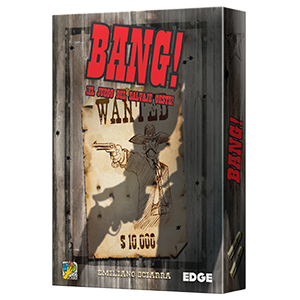 BANG!
¡EL JUEGO DEL SALVAJE OESTE!
WANTED
$ 10.000
EMILIANO SCIARRA
EDGE
BANG!